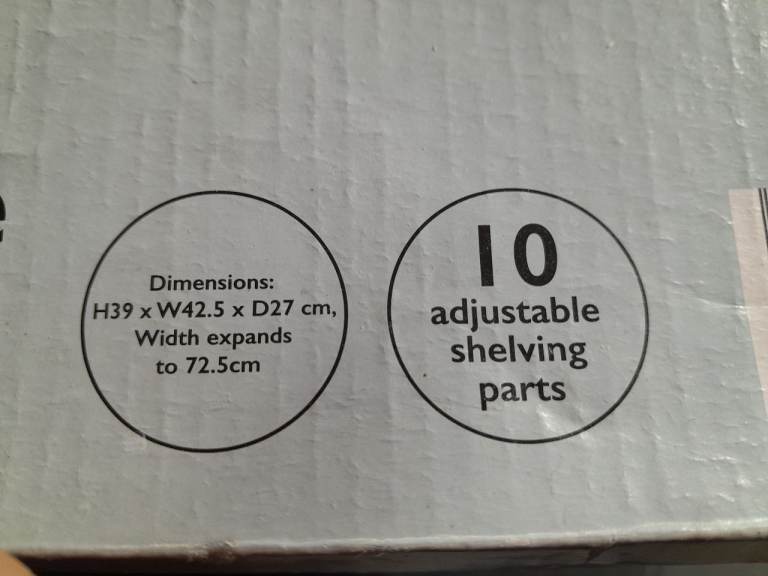 Dimensions:
H39 x W42.5 x D27 cm,
Width expands
to 72.5cm
10
adjustable
shelving
parts